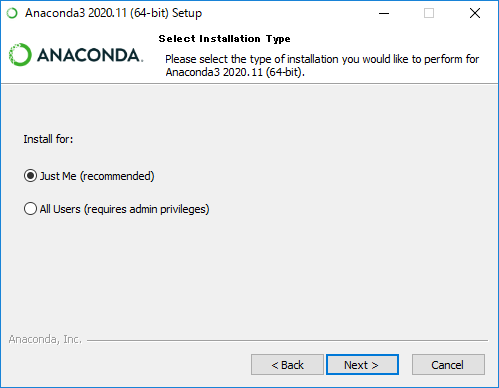 Anaconda3 2020.11 (64-bit) Setup
ANACONDA.
Select Installation Type
Please select the type of installation you would like to perform for
Anaconda3 2020.11 (64-bit).
Install for:
Just Me (recommended)
All Users (requires admin privileges)
Anaconda, Inc.
< Back
Next >
Cancel